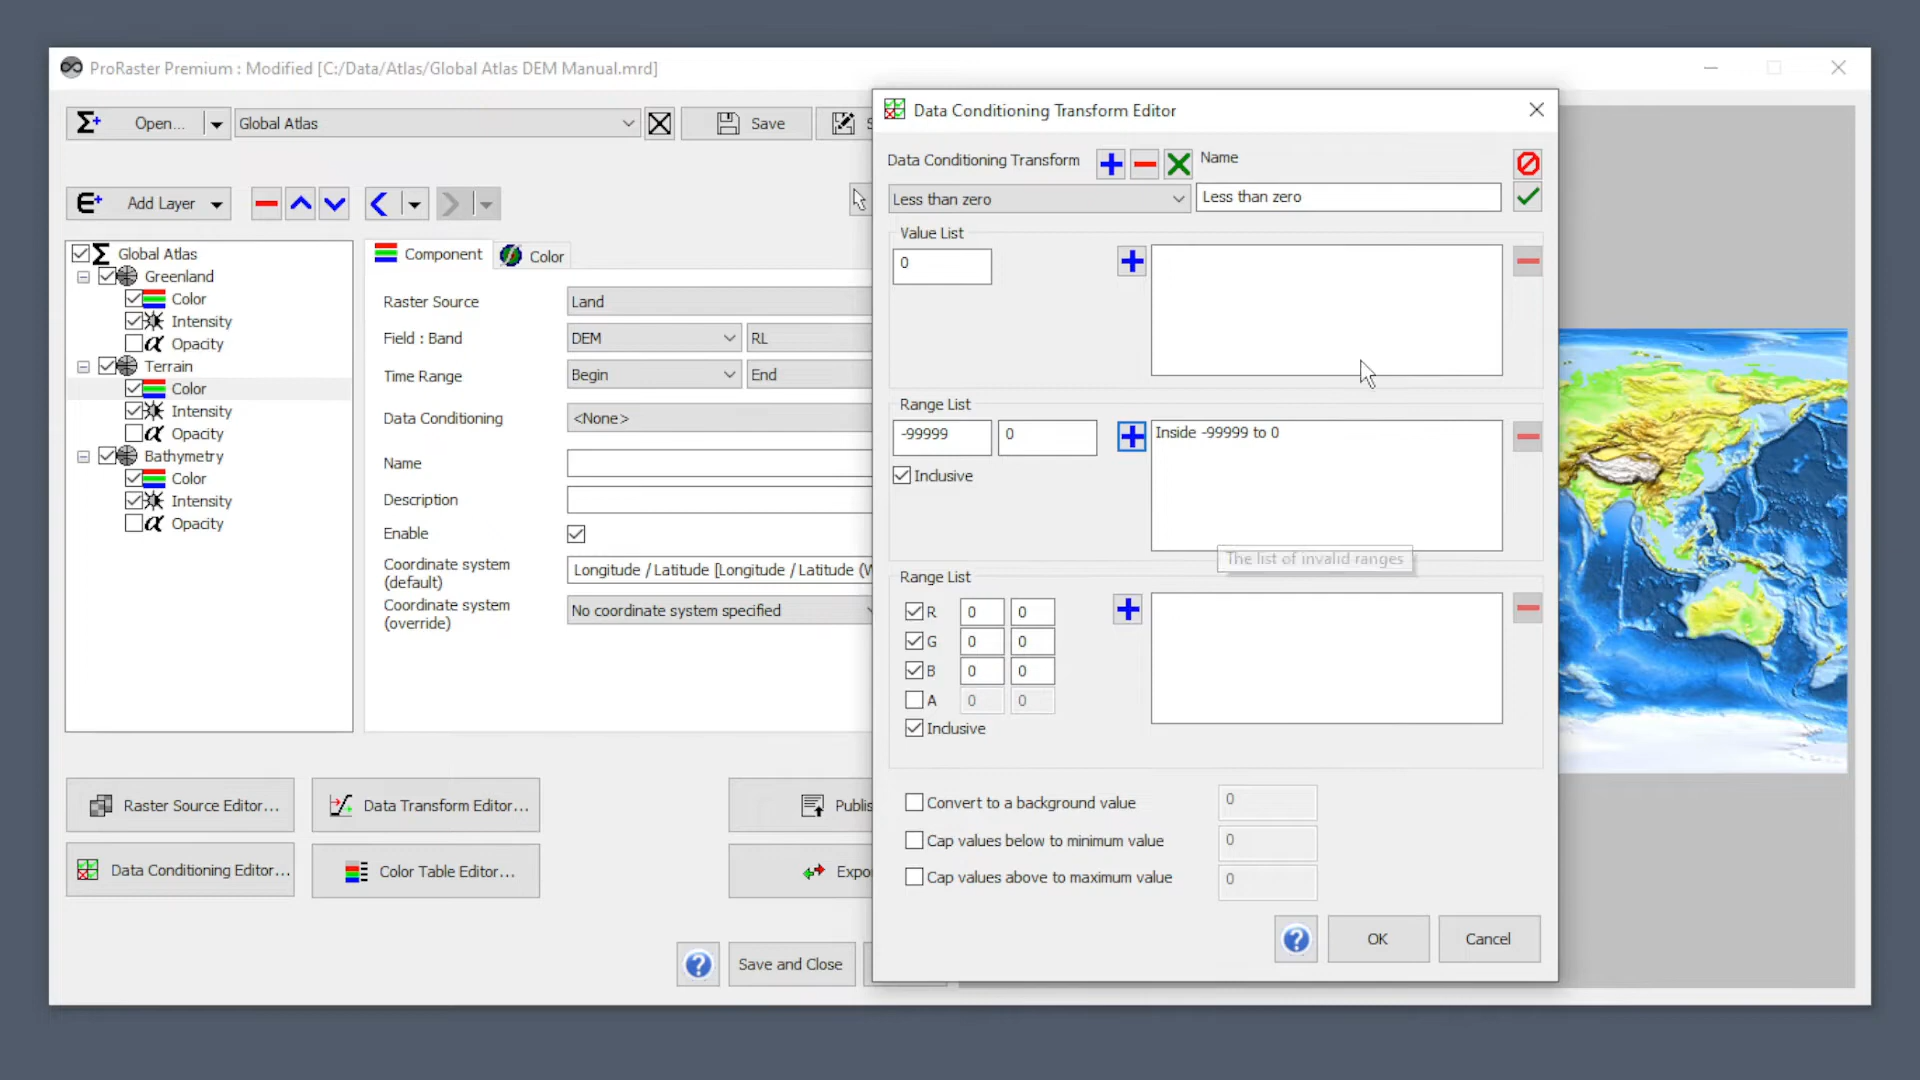 ProRaster Premium : Modified [C:/Data/Atlas/Global Atlas DEM Manual.mrd]
Open...
Global Atlas
Save
Add Layer
Global Atlas
Greenland
Color
Intensity
Opacity
Terrain
Color
Intensity
Opacity
Bathymetry
Color
Intensity
Opacity
Component
Color
Raster Source
Land
Field : Band
DEM
RL
Time Range
Begin
End
Data Conditioning
<None>
Name
Description
Enable
Coordinate system
(default)
Longitude / Latitude [Longitude / Latitude (W
Coordinate system
(override)
No coordinate system specified
Raster Source Editor...
Data Transform Editor...
Data Conditioning Editor...
Color Table Editor...
Publis
Expo
Save and Close
Data Conditioning Transform Editor
Data Conditioning Transform
Name
Less than zero
Less than zero
Value List
0
Range List
-99999
0
Inside -99999 to 0
Inclusive
The list of invalid ranges
Range List
R 0 0
G 0 0
B 0 0
A 0 0
Inclusive
Convert to a background value 0
Cap values below to minimum value 0
Cap values above to maximum value 0
OK
Cancel